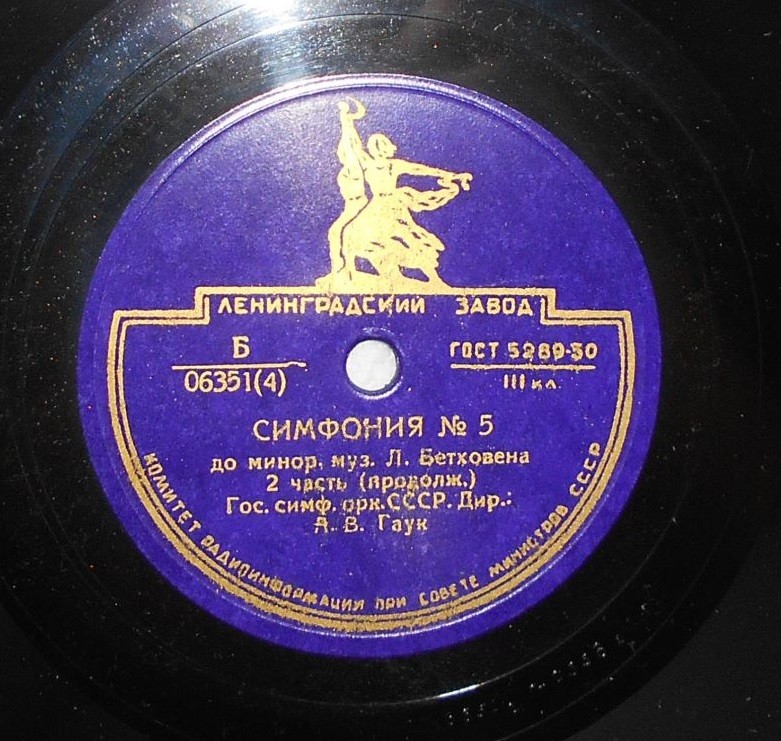 ЛЕНИНГРАДСКИЙ ЗАВОД
Б
06351(4)
ГОСТ 5289-50
III кл.
СИМФОНИЯ № 5
до минор, муз. Л. Бетховена
2 часть (продолж.)
Гос. симф. орк. СССР. Дир.:
А. В. Гаук
КОМИТЕТ РАДИОИНФОРМАЦИИ ПРИ СОВЕТЕ МИНИСТРОВ СССР